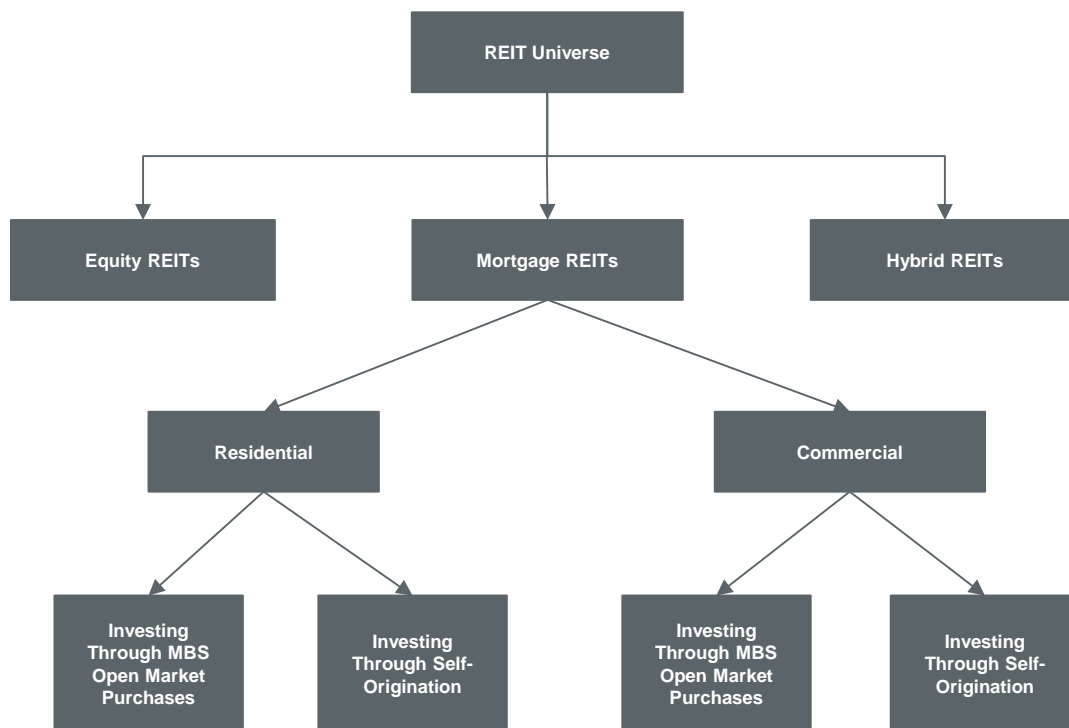 REIT Universe
Equity REITs
Mortgage REITs
Hybrid REITs
Residential
Commercial
Investing
Through MBS
Open Market
Purchases
Investing
Through Self-
Origination
Investing
Through MBS
Open Market
Purchases
Investing
Through Self-
Origination